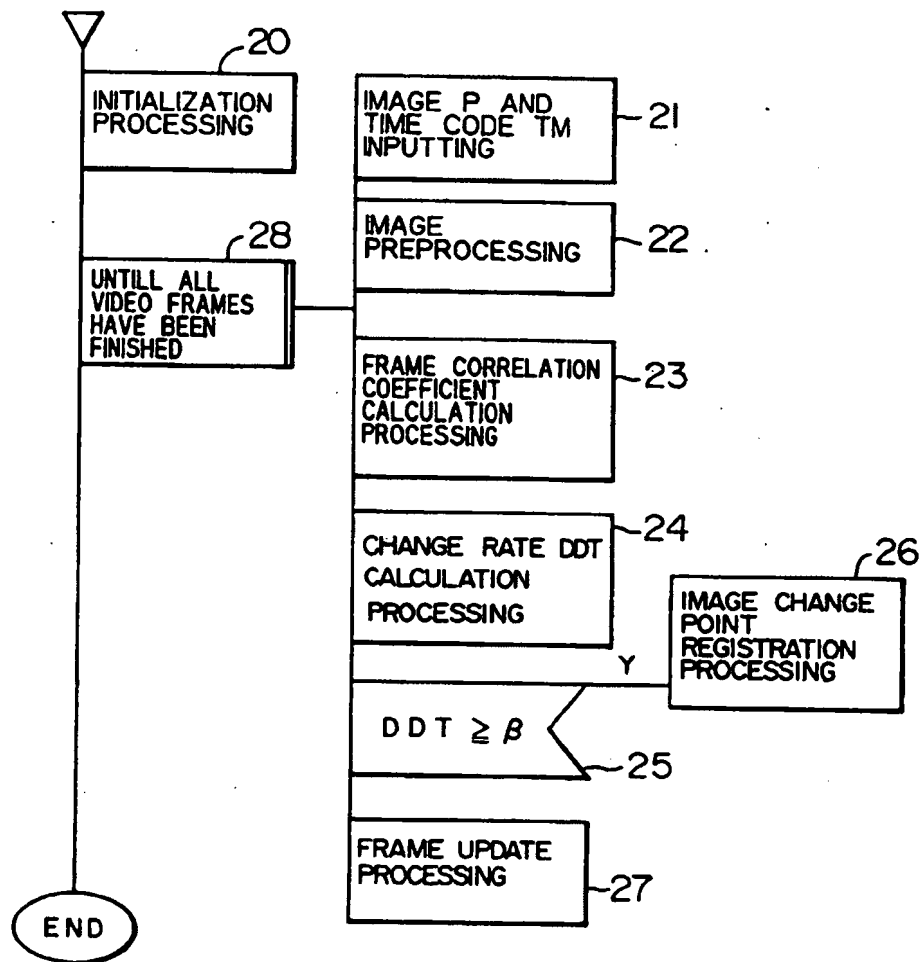 20
INITIALIZATION
PROCESSING
28
UNTILL ALL
VIDEO FRAMES
HAVE BEEN
FINISHED
END
IMAGE P AND
TIME CODE TM
INPUTTING
21
IMAGE
PREPROCESSING
22
FRAME CORRELATION
COEFFICIENT
CALCULATION
PROCESSING
23
CHANGE RATE DDT
CALCULATION
PROCESSING
24
DDT ≧ β
25
Y
26
IMAGE CHANGE
POINT
REGISTRATION
PROCESSING
FRAME UPDATE
PROCESSING
27